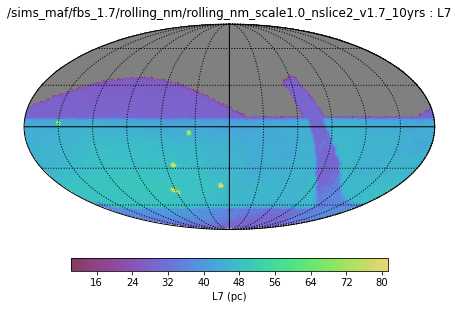 /sims_maf/fbs_1.7/rolling_nm/rolling_nm_scale1.0_nslice2_v1.7_10yrs : L7
16 24 32 40 48 56 64 72 80
L7 (pc)